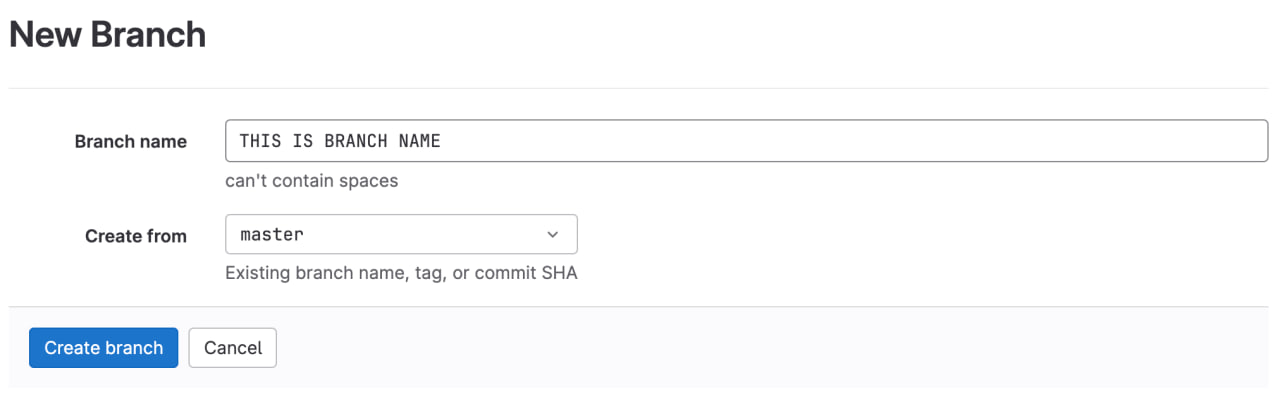 New Branch
Branch name
THIS IS BRANCH NAME
can't contain spaces
Create from
master
Existing branch name, tag, or commit SHA
Create branch
Cancel